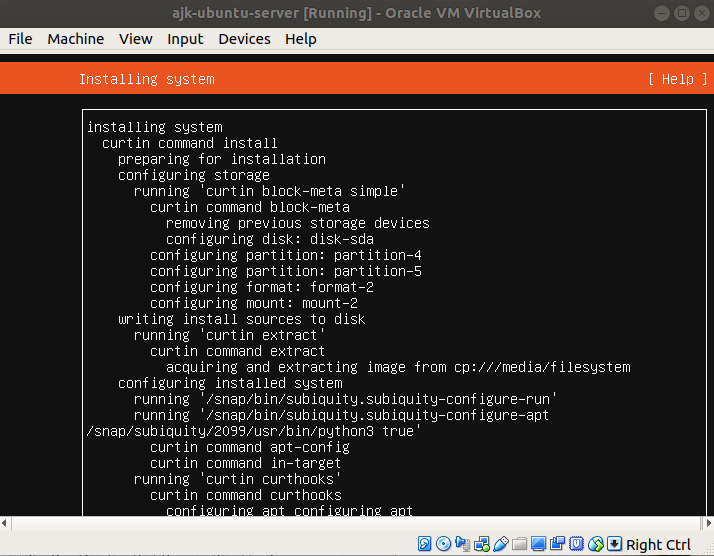 ajk-ubuntu-server [Running] - Oracle VM VirtualBox
File Machine View Input Devices Help
Installing system [ Help ]
installing system
curtin command install
preparing for installation
configuring storage
running 'curtin block-meta simple'
curtin command block-meta
removing previous storage devices
configuring disk: disk-sda
configuring partition: partition-4
configuring partition: partition-5
configuring format: format-2
configuring mount: mount-2
writing install sources to disk
running 'curtin extract'
curtin command extract
acquiring and extracting image from cp:///media/filesystem
configuring installed system
running '/snap/bin/subiquity.subiquity-configure-run'
running '/snap/bin/subiquity.subiquity-configure-apt
/snap/subiquity/2099/usr/bin/python3 true'
curtin command apt-config
curtin command in-target
running 'curtin curthooks'
curtin command curthooks
configuring apt configuring apt
Right Ctrl